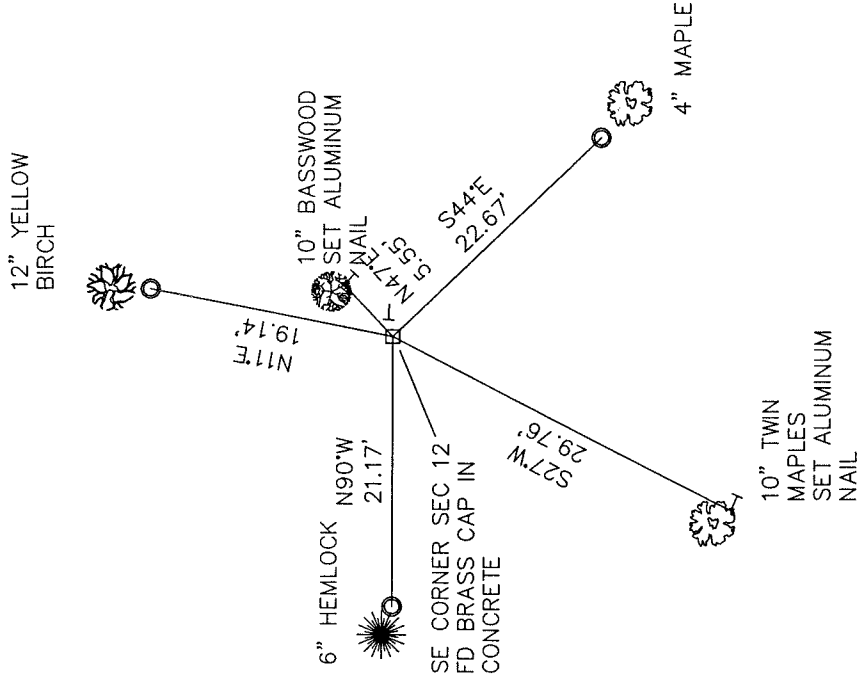 12" YELLOW
BIRCH
N11°E
19.14'
10" BASSWOOD
SET ALUMINUM
NAIL
N47°E
5.55'
S44°E
22.67'
4" MAPLE
6" HEMLOCK
N90°W
21.17'
SE CORNER SEC 12
FD BRASS CAP IN
CONCRETE
S27°W
29.76'
10" TWIN
MAPLES
SET ALUMINUM
NAIL